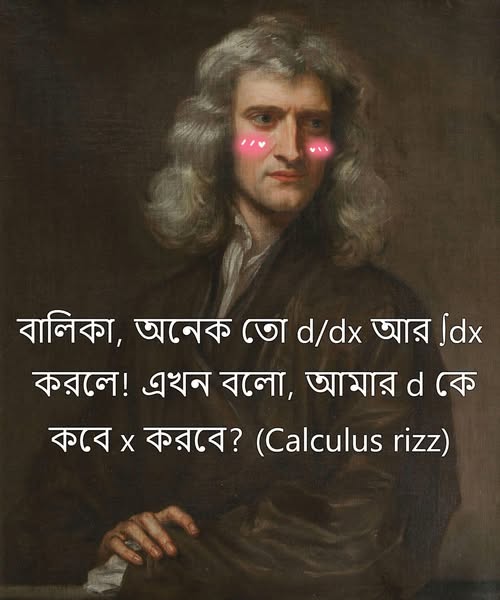 বালিকা, অনেক তো d/dx আর ∫dx
করলে! এখন বলো, আমার d কে
কবে x করবে? (Calculus rizz)